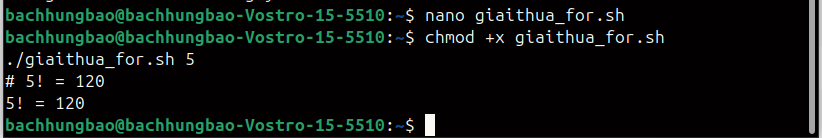 bachhungbao@bachhungbao-Vostro-15-5510:~$ nano giaithua_for.sh
bachhungbao@bachhungbao-Vostro-15-5510:~$ chmod +x giaithua_for.sh
./giaithua_for.sh 5
# 5! = 120
5! = 120
bachhungbao@bachhungbao-Vostro-15-5510:~$